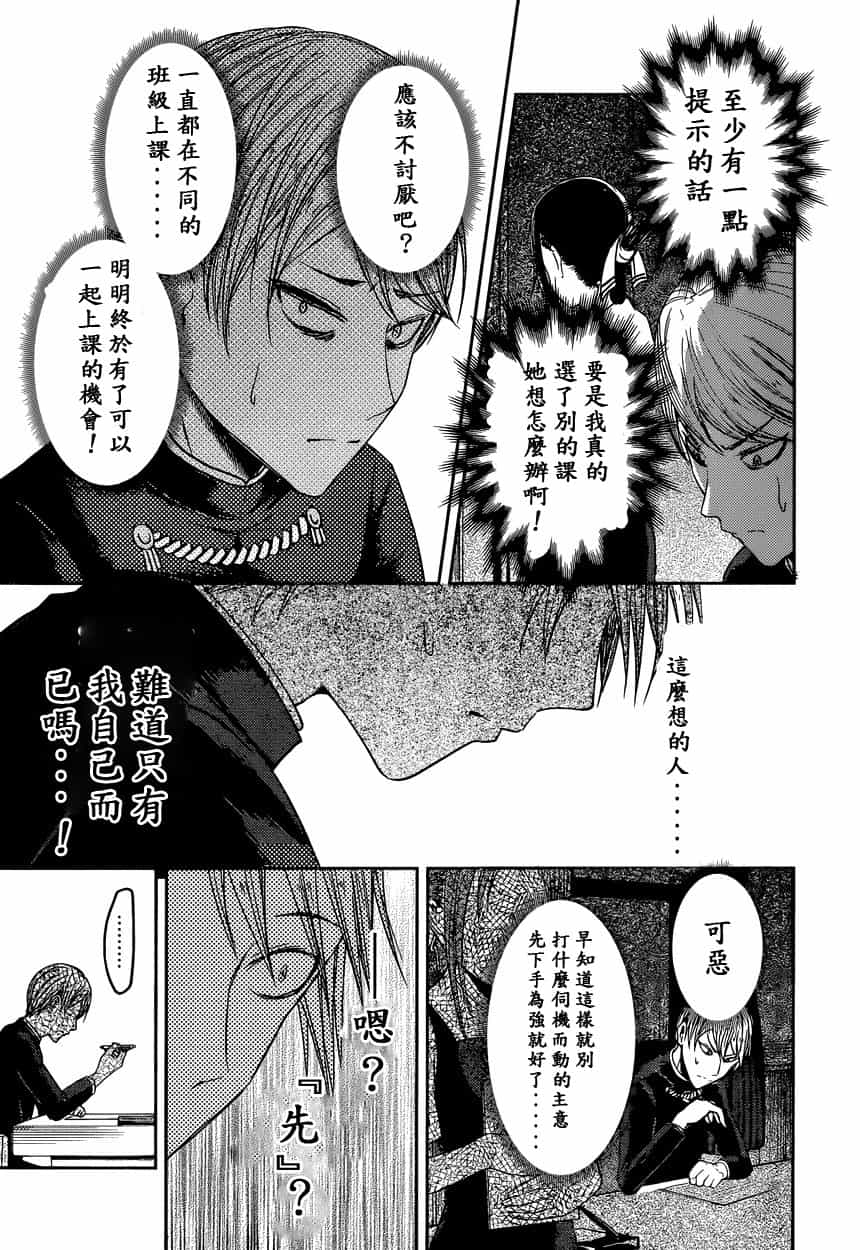 至少有一點
提示的話
要是我真的
選了別的課
她想怎麼辦啊！
應該不討厭吧？
一直都在不同的
班級上課......
明明終於有了可以
一起上課的機會！
這麼想的人.......
難道只有
我自己而
已嗎....！
可惡
早知道這樣就別
打什麼伺機而動的主意
先下手為強就好了......
──嗯？
『先』？
........